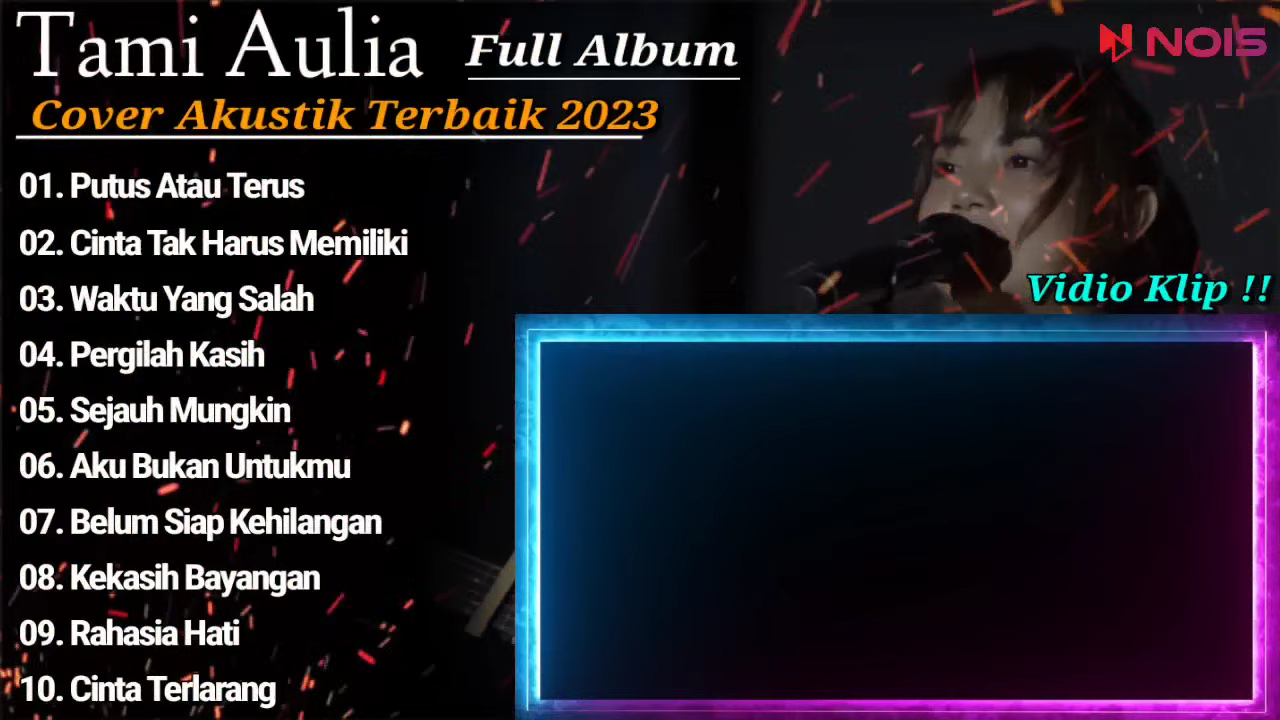 Tami Aulia
Full Album
NOIS
Cover Akustik Terbaik 2023
01. Putus Atau Terus
02. Cinta Tak Harus Memiliki
03. Waktu Yang Salah
04. Pergilah Kasih
05. Sejauh Mungkin
06. Aku Bukan Untukmu
07. Belum Siap Kehilangan
08. Kekasih Bayangan
09. Rahasia Hati
10. Cinta Terlarang
Vidio Klip !!